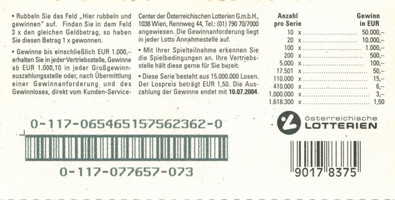 • Rubbeln Sie das Feld „Hier rubbeln und
gewinnen" auf. Finden Sie in dem Feld
3 x den gleichen Geldbetrag, so haben
Sie diesen Betrag 1 x gewonnen.
• Gewinne bis einschließlich EUR 1.000,–
erhalten Sie in jeder Vertriebsstelle, Gewinne
ab EUR 1.000,10 in jeder Großgewinn-
auszahlungsstelle oder, nach Übermittlung
einer Gewinnanforderung und des
Gewinnloses, direkt vom Kunden-Service-
Center der Österreichischen Lotterien G.m.b.H.,
1038 Wien, Rennweg 44, Tel.: (01) 790 70/7000
angewiesen. Die Gewinnanforderung liegt
in jeder Lotto Annahmestelle auf.
• Mit Ihrer Spielteilnahme erkennen Sie
die Spielbedingungen an. Ihre Vertriebs-
stelle hält diese gerne für Sie bereit.
• Diese Serie besteht aus 15.000.000 Losen.
Der Lospreis beträgt EUR 1,50. Die Aus-
zahlung der Gewinne endet mit 10.07.2004.
Anzahl pro Serie Gewinn in EUR
10 x 50.000,–
20 x 10.000,–
100 x 1.000,–
200 x 500,–
5.000 x 100,–
17.501 x 50,–
110.000 x 15,–
410.000 x 6,–
1.000.000 x 3,–
1.618.300 x 1,50
0-117-065465157562362-0
0-117-077657-073
österreichische
LOTTERIEN
9017 8375